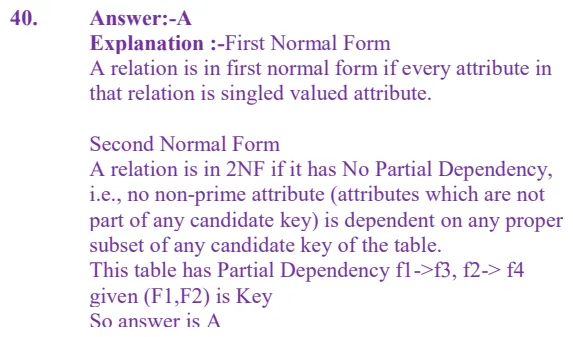 40. Answer:-A
Explanation :-First Normal Form
A relation is in first normal form if every attribute in
that relation is singled valued attribute.
Second Normal Form
A relation is in 2NF if it has No Partial Dependency,
i.e., no non-prime attribute (attributes which are not
part of any candidate key) is dependent on any proper
subset of any candidate key of the table.
This table has Partial Dependency f1->f3, f2-> f4
given (F1,F2) is Key
So answer is A